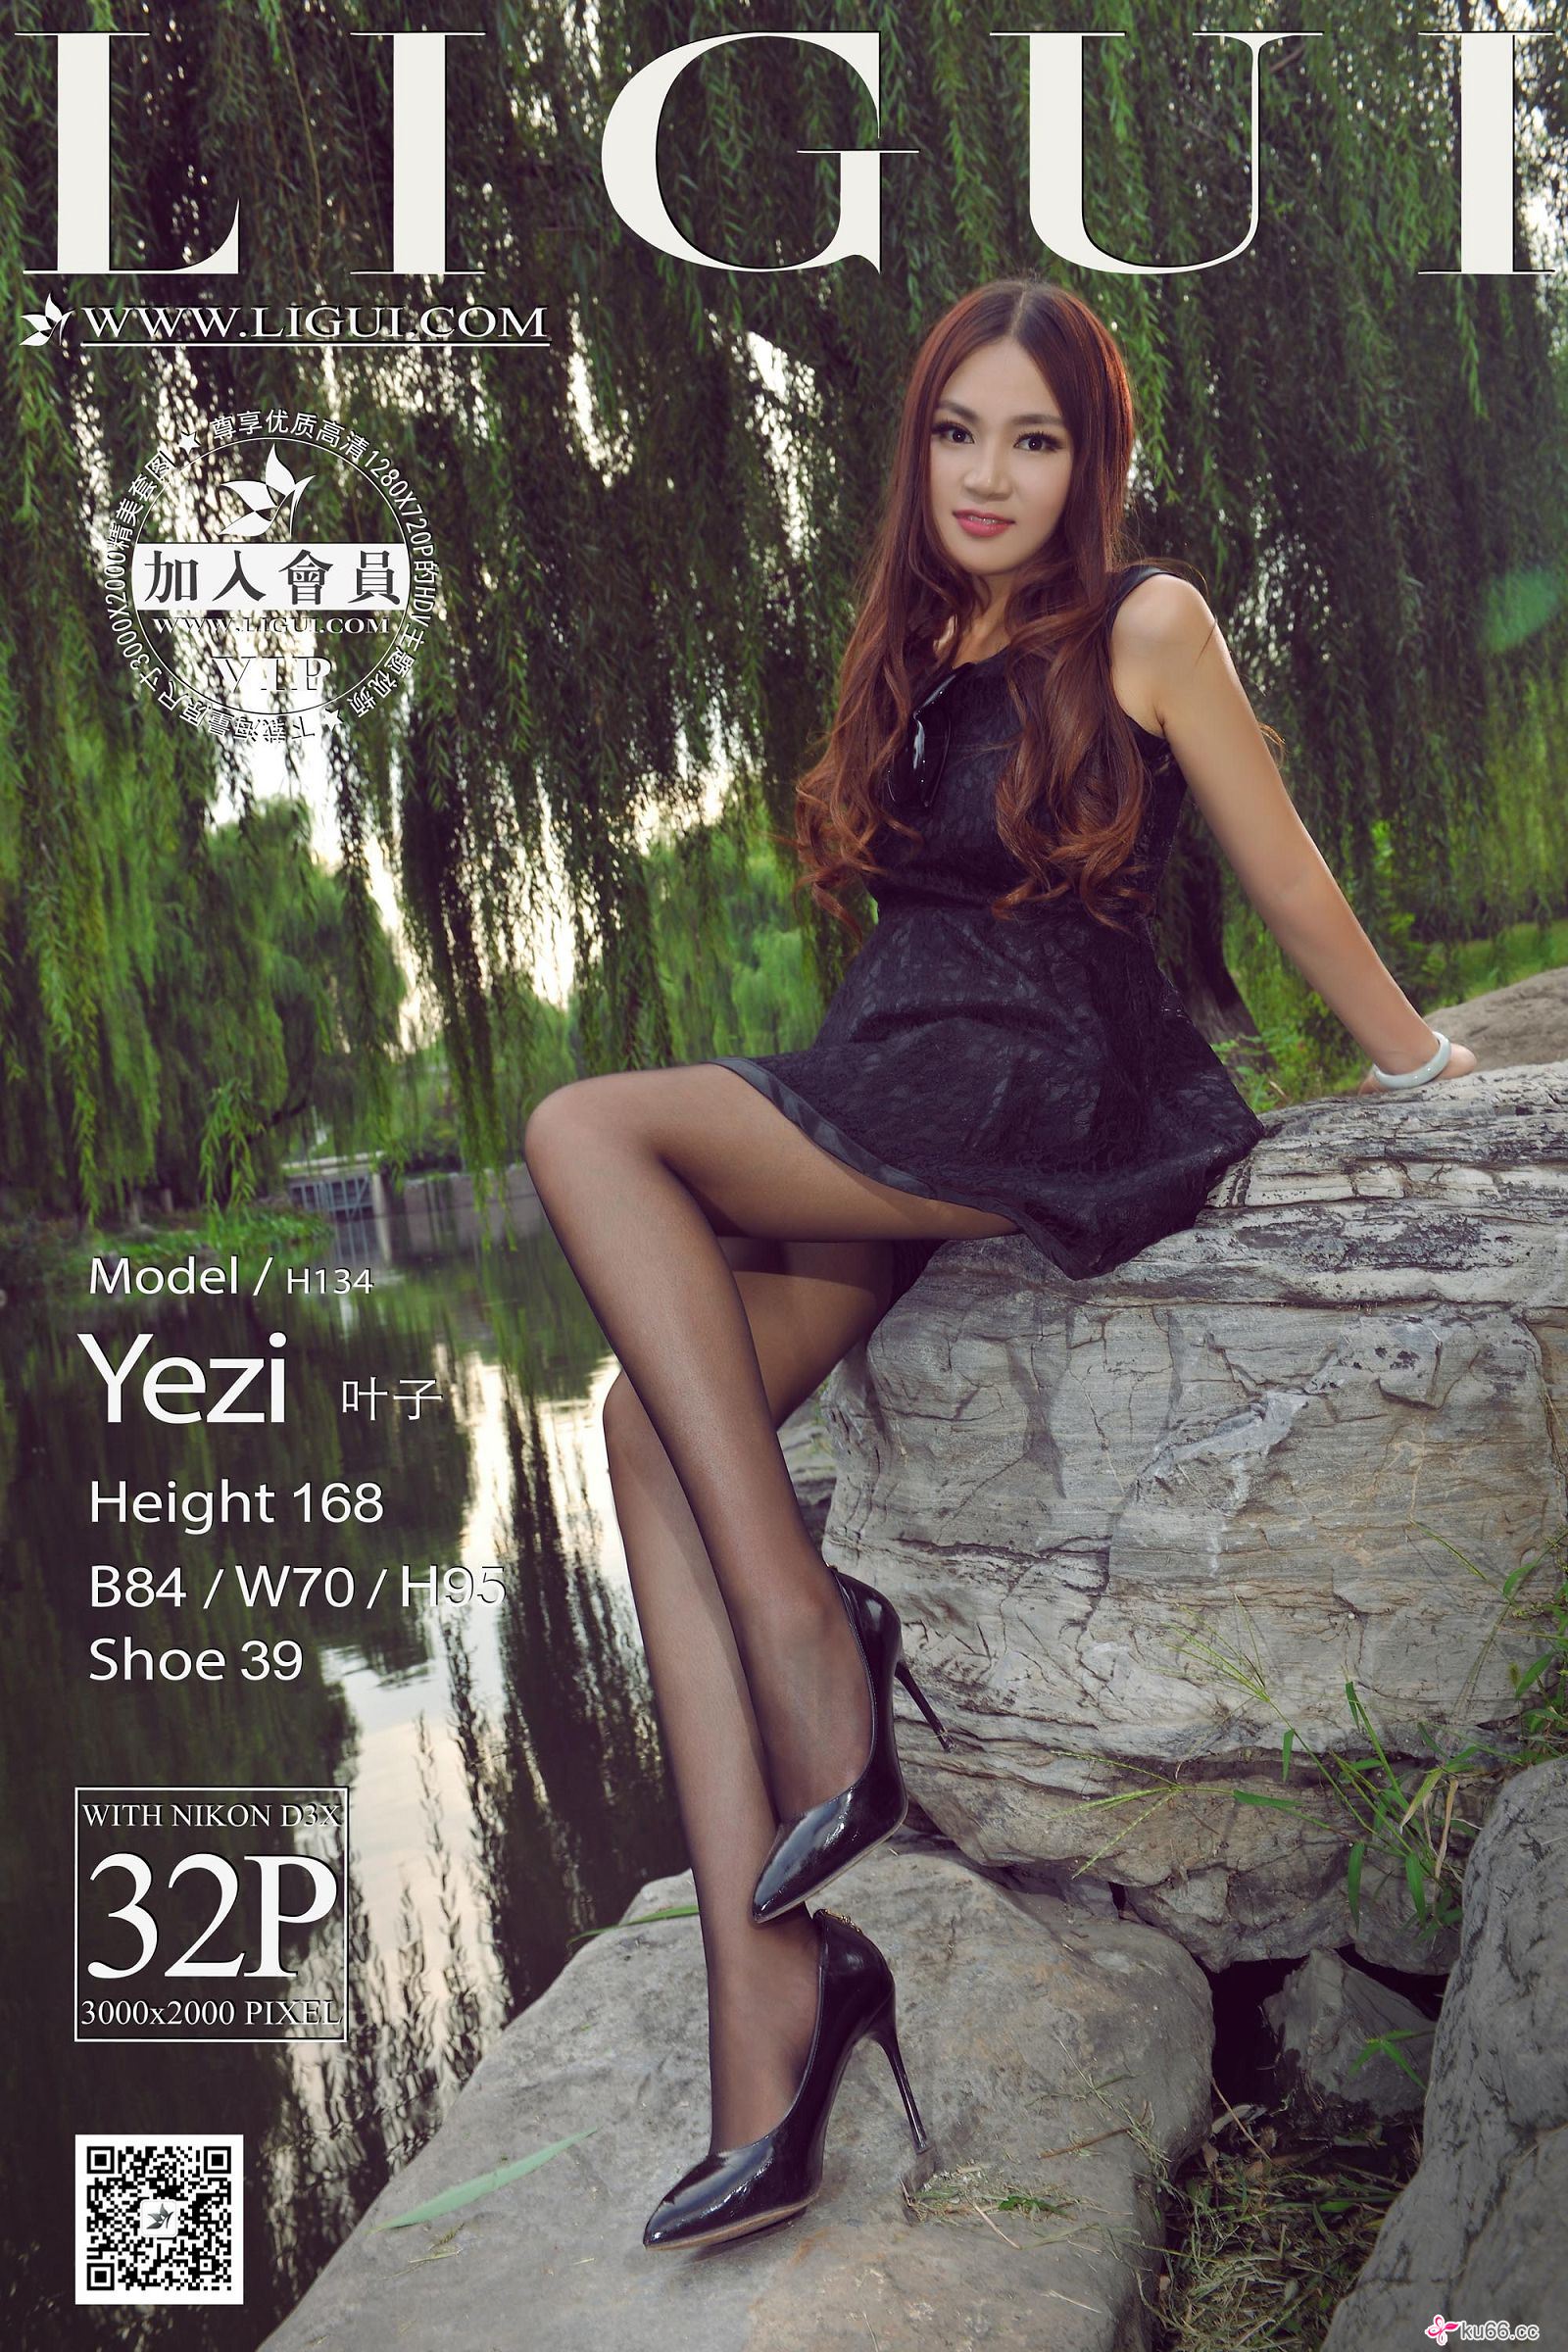 LIGUI
WWW.LIGUI.COM
尊享优质高清1280X720P的HDV主题视频
下载海量原尺寸3000X2000精美套图
加入會員
WWW.LIGUI.COM
VIP
Model / H134
Yezi 叶子
Height 168
B84 / W70 / H95
Shoe 39
WITH NIKON D3X
32P
3000x2000 PIXEL
ku66.cc